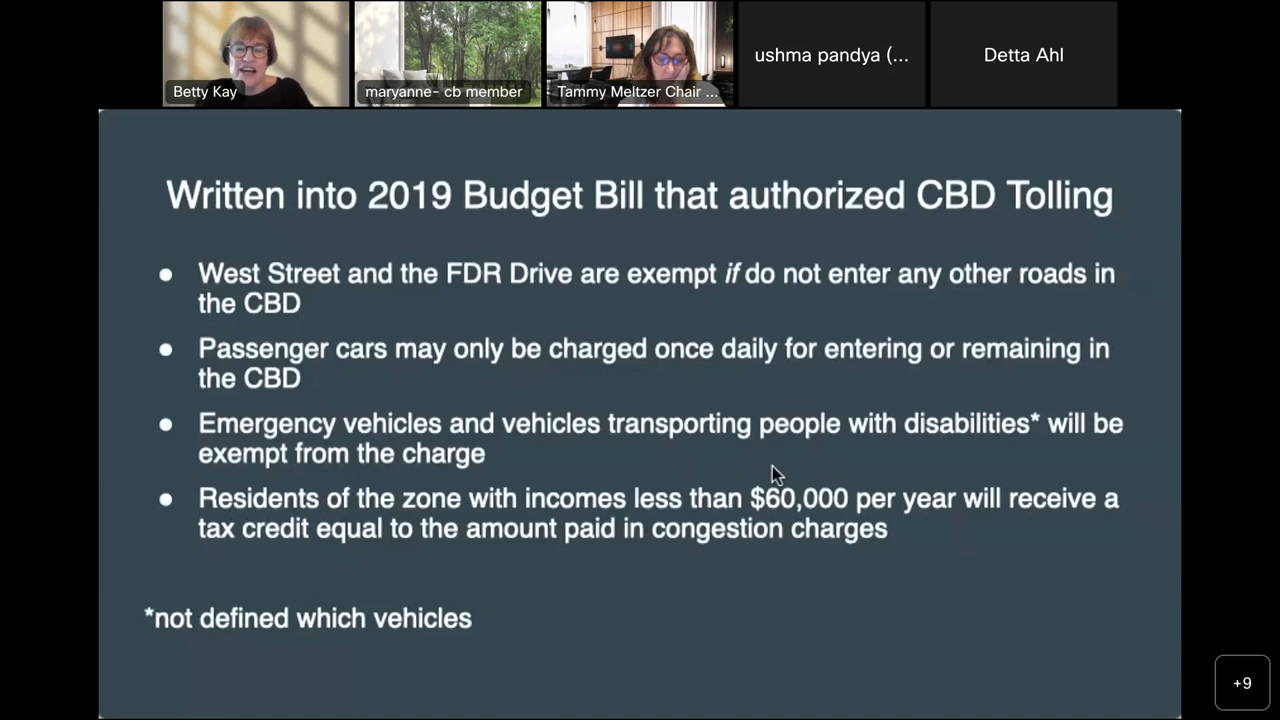 Betty Kay
maryanne- cb member
Tammy Meltzer Chair ...
ushma pandya (...
Detta Ahl
Written into 2019 Budget Bill that authorized CBD Tolling
● West Street and the FDR Drive are exempt if do not enter any other roads in
the CBD
● Passenger cars may only be charged once daily for entering or remaining in
the CBD
● Emergency vehicles and vehicles transporting people with disabilities* will be
exempt from the charge
● Residents of the zone with incomes less than $60,000 per year will receive a
tax credit equal to the amount paid in congestion charges
*not defined which vehicles
+9